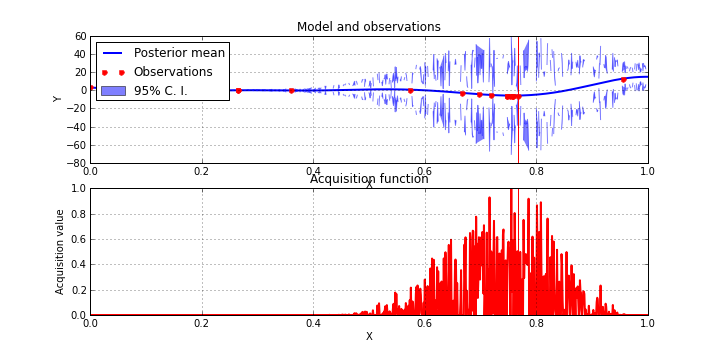 Model and observations
60
40
20
0
−20
−40
−60
−80
Y
Posterior mean
Observations
95% C. I.
0.0 0.2 0.4 0.6 0.8 1.0
X
Acquisition function
1.0
0.8
0.6
0.4
0.2
0.0
Acquisition value
0.0 0.2 0.4 0.6 0.8 1.0
X